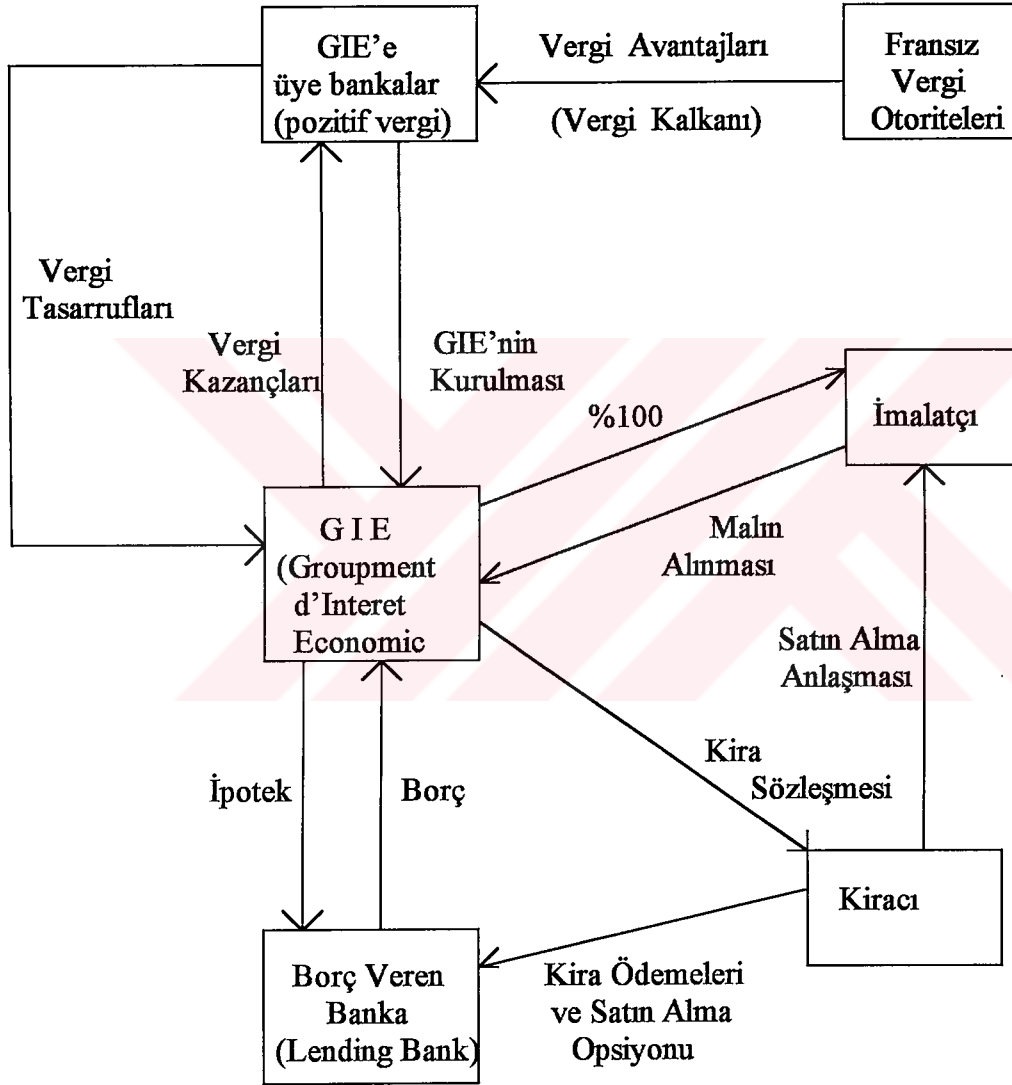 GIE'e
üye bankalar
(pozitif vergi)
Vergi Avantajları
(Vergi Kalkanı)
Fransız
Vergi
Otoriteleri
Vergi
Tasarrufları
Vergi
Kazançları
GIE'nin
Kurulması
%100
İmalatçı
G I E
(Groupment
d'Interet
Economic
Malın
Alınması
Satın Alma
Anlaşması
Kira
Sözleşmesi
İpotek
Borç
Kiracı
Borç Veren
Banka
(Lending Bank)
Kira Ödemeleri
ve Satın Alma
Opsiyonu